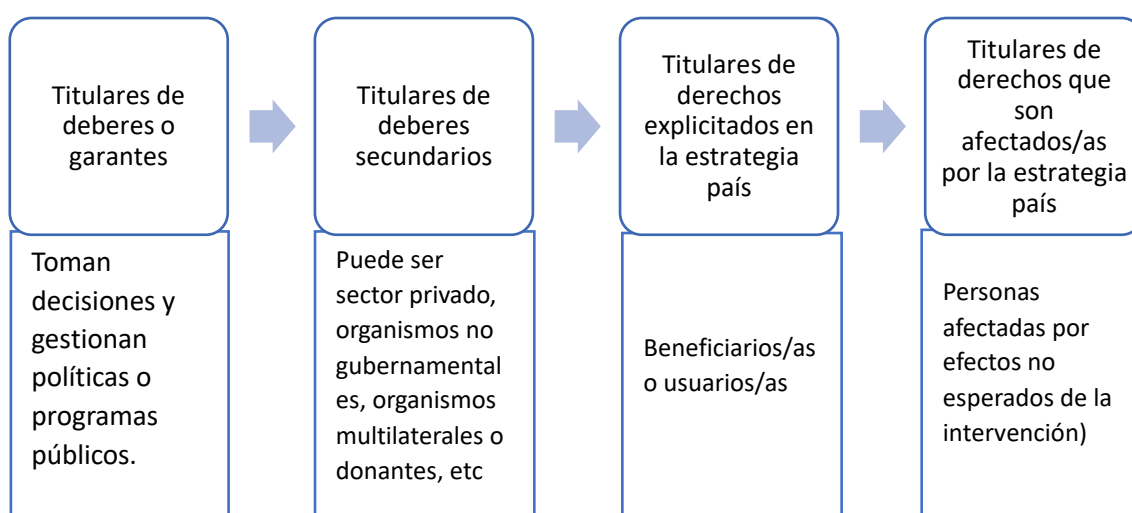 Titulares de
deberes o
garantes
Toman
decisiones y
gestionan
políticas o
programas
públicos.
Titulares de
deberes
secundarios
Puede ser
sector privado,
organismos no
gubernamental
es, organismos
multilaterales o
donantes, etc
Titulares de
derechos
explicitados en
la estrategia
país
Beneficiarios/as
o usuarios/as
Titulares de
derechos que
son
afectados/as
por la estrategia
país
Personas
afectadas por
efectos no
esperados de la
intervención)